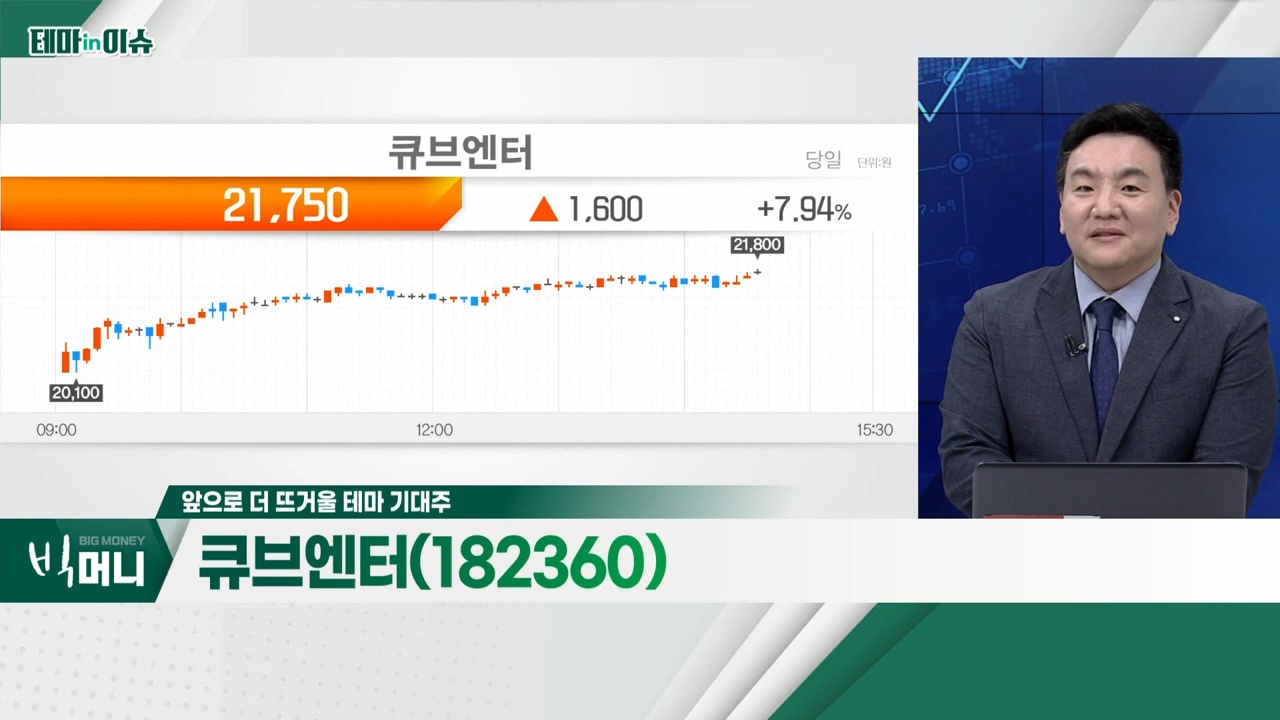 테마in이슈
큐브엔터
당일 단위:원
21,750 ▲ 1,600 +7.94%
21,800
20,100
09:00 12:00 15:30
앞으로 더 뜨거울 테마 기대주
BIG MONEY
빅머니
큐브엔터(182360)